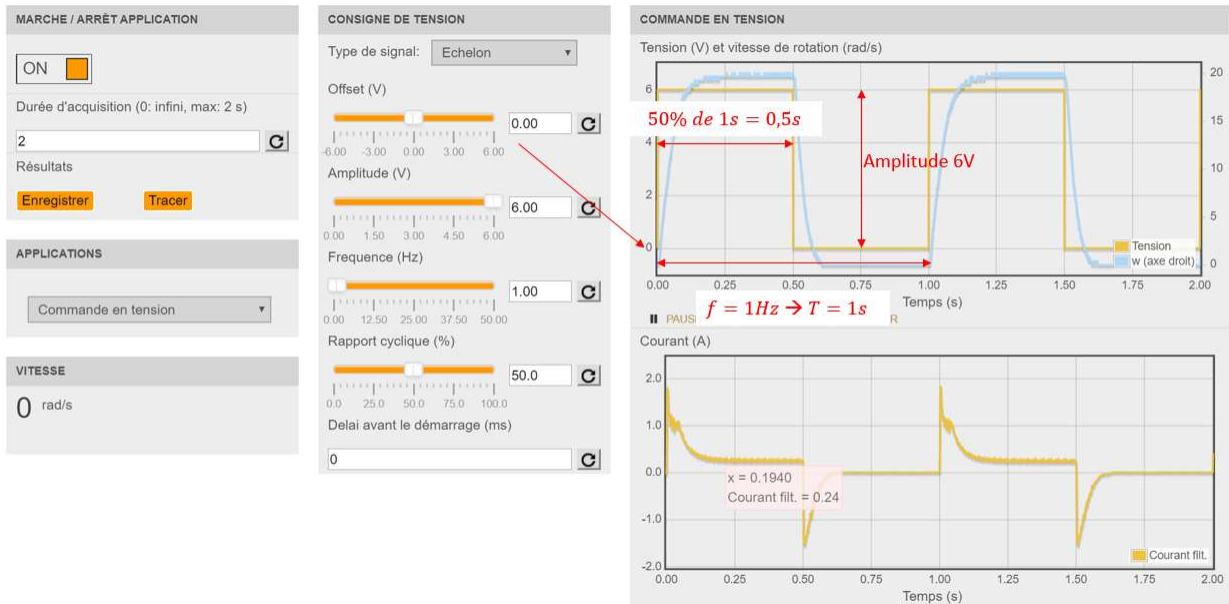 MARCHE / ARRÊT APPLICATION
ON
Durée d'acquisition (0: infini, max: 2 s)
2
Résultats
Enregistrer Tracer
APPLICATIONS
Commande en tension
VITESSE
0 rad/s
CONSIGNE DE TENSION
Type de signal: Echelon
Offset (V)
0.00
-6.00 -3.00 0.00 3.00 6.00
Amplitude (V)
6.00
0.00 1.50 3.00 4.50 6.00
Frequence (Hz)
1.00
0.00 12.50 25.00 37.50 50.00
Rapport cyclique (%)
50.0
0.0 25.0 50.0 75.0 100.0
Delai avant le démarrage (ms)
0
COMMANDE EN TENSION
Tension (V) et vitesse de rotation (rad/s)
6
4
2
0
20
15
10
5
0
50% de 1s = 0,5s
Amplitude 6V
Tension
w (axe droit)
0.00 0.25 0.50 0.75 1.00 1.25 1.50 1.75 2.00
Temps (s)
f = 1Hz → T = 1s
PAUS R
Courant (A)
2.0
1.0
0.0
-1.0
-2.0
x = 0.1940
Courant filt. = 0.24
Courant filt.
0.00 0.25 0.50 0.75 1.00 1.25 1.50 1.75 2.00
Temps (s)